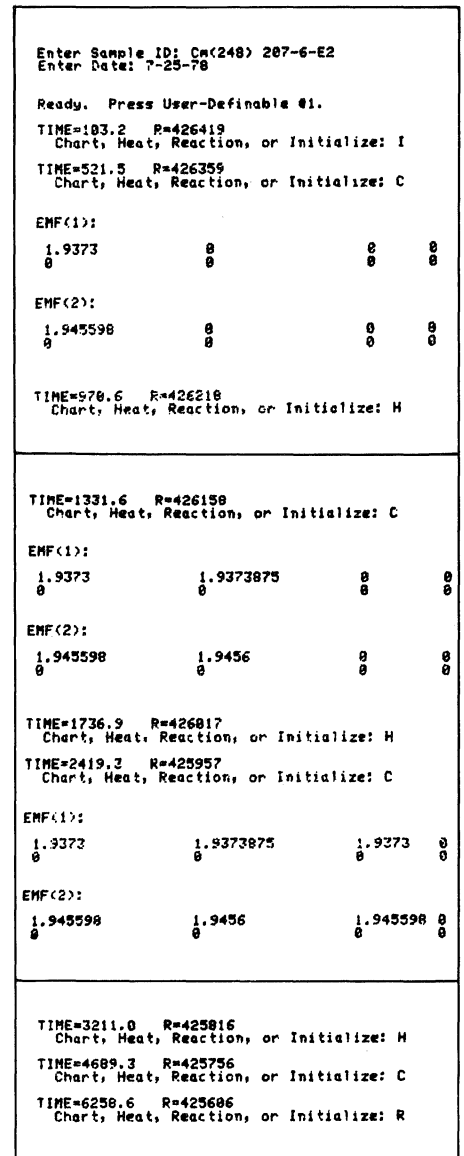 Enter Sample ID: Cm(248) 207-6-E2
Enter Date: 7-25-78
Ready. Press User-Definable #1.
TIME=103.2 R=426419
Chart, Heat, Reaction, or Initialize: I
TIME=521.5 R=426359
Chart, Heat, Reaction, or Initialize: C
EMF(1):
1.9373 0 0 0
0 0 0 0
EMF(2):
1.945598 0 0 0
0 0 0 0
TIME=970.6 R=426218
Chart, Heat, Reaction, or Initialize: H
TIME=1331.6 R=426158
Chart, Heat, Reaction, or Initialize: C
EMF(1):
1.9373 1.9373875 0 0
0 0 0 0
EMF(2):
1.945598 1.9456 0 0
0 0 0 0
TIME=1736.9 R=426017
Chart, Heat, Reaction, or Initialize: H
TIME=2419.3 R=425957
Chart, Heat, Reaction, or Initialize: C
EMF(1):
1.9373 1.9373875 1.9373 0
0 0 0 0
EMF(2):
1.945598 1.9456 1.945598 0
0 0 0 0
TIME=3211.0 R=425816
Chart, Heat, Reaction, or Initialize: H
TIME=4689.3 R=425756
Chart, Heat, Reaction, or Initialize: C
TIME=6258.6 R=425606
Chart, Heat, Reaction, or Initialize: R